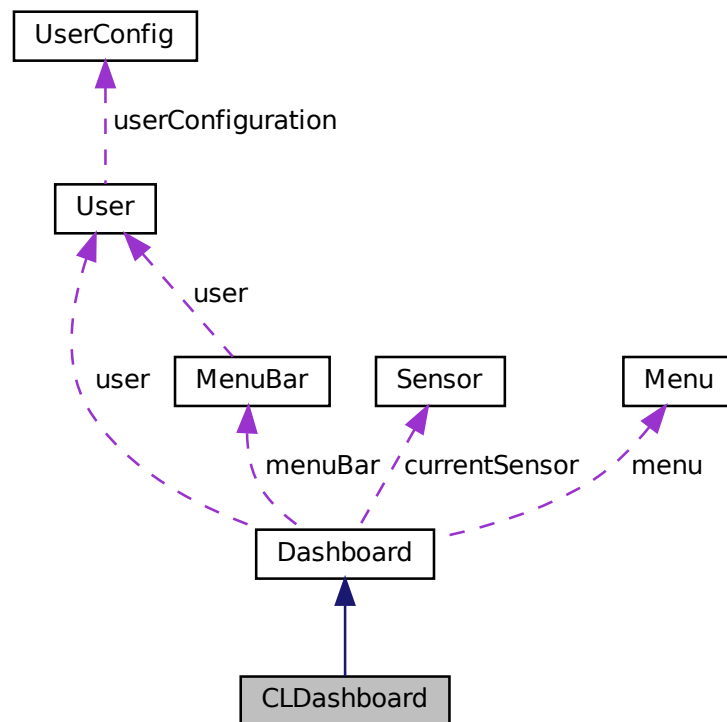 UserConfig
userConfiguration
User
user
MenuBar
Sensor
Menu
user
menuBar
currentSensor
menu
Dashboard
CLDashboard